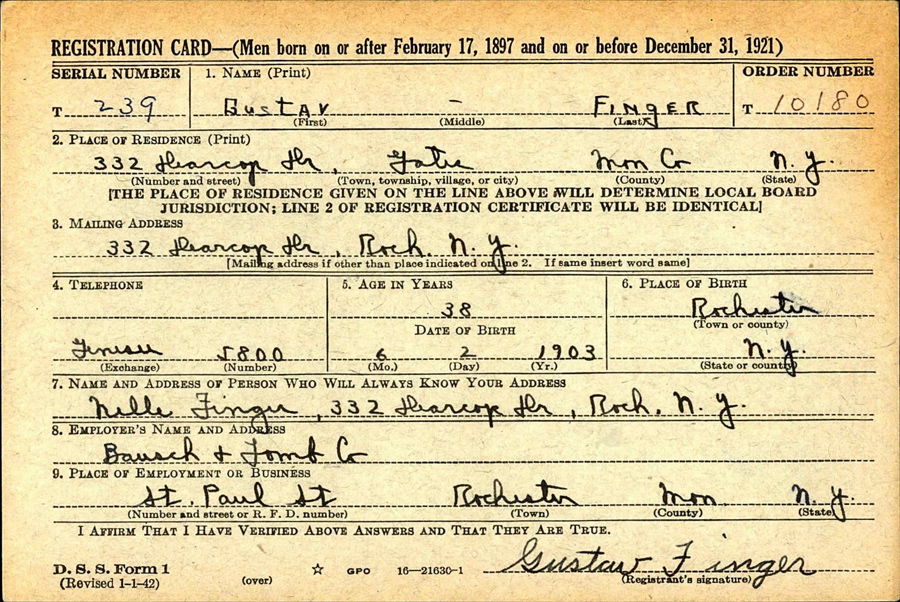 REGISTRATION CARD—(Men born on or after February 17, 1897 and on or before December 31, 1921)
SERIAL NUMBER 1. NAME (Print) ORDER NUMBER
T 239 GUSTAV – FINGER T 10180
(First) (Middle) (Last)
2. PLACE OF RESIDENCE (Print)
332 Dr, Gate Mon Co N.Y.
(Number and street) (Town, township, village, or city) (County) (State)
[THE PLACE OF RESIDENCE GIVEN ON THE LINE ABOVE WILL DETERMINE LOCAL BOARD
JURISDICTION; LINE 2 OF REGISTRATION CERTIFICATE WILL BE IDENTICAL]
3. MAILING ADDRESS
332 Dr, Roch. N.Y.
[Mailing address if other than place indicated on line 2. If same insert word same]
4. TELEPHONE 5. AGE IN YEARS 6. PLACE OF BIRTH
38 Rochester
DATE OF BIRTH (Town or county)
Genesee 5800 6 2 1903 N.Y.
(Exchange) (Number) (Mo.) (Day) (Yr.) (State or country)
7. NAME AND ADDRESS OF PERSON WHO WILL ALWAYS KNOW YOUR ADDRESS
Nelle Finger, 332 Dr, Roch. N.Y.
8. EMPLOYER'S NAME AND ADDRESS
Bausch & Lomb Co
9. PLACE OF EMPLOYMENT OR BUSINESS
St. Paul St Rochester Mon N.Y.
(Number and street or R. F. D. number) (Town) (County) (State)
I AFFIRM THAT I HAVE VERIFIED ABOVE ANSWERS AND THAT THEY ARE TRUE.
D. S. S. Form 1
(Revised 1-1-42) (over) ☆ GPO 16—21630-1 Gustav Finger
(Registrant's signature)